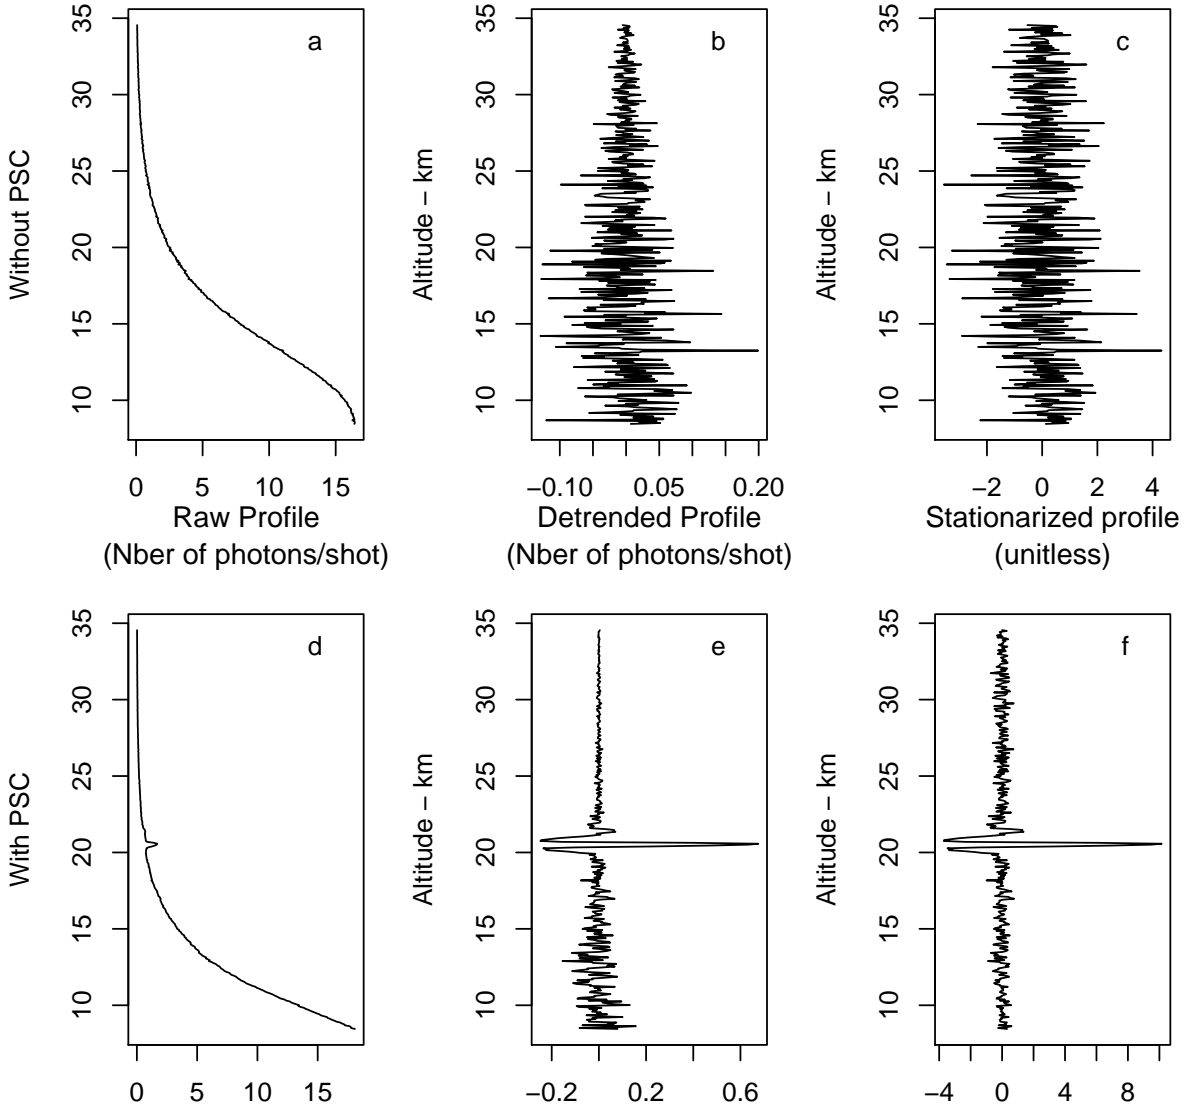 a
b
c
Without PSC
35
30
25
20
15
10
Altitude – km
35
30
25
20
15
10
Altitude – km
35
30
25
20
15
10
0 5 10 15
−0.10 0.05 0.20
−2 0 2 4
Raw Profile
(Nber of photons/shot)
Detrended Profile
(Nber of photons/shot)
Stationarized profile
(unitless)
d
e
f
With PSC
35
30
25
20
15
10
Altitude – km
35
30
25
20
15
10
Altitude – km
35
30
25
20
15
10
0 5 10 15
−0.2 0.2 0.6
−4 0 4 8